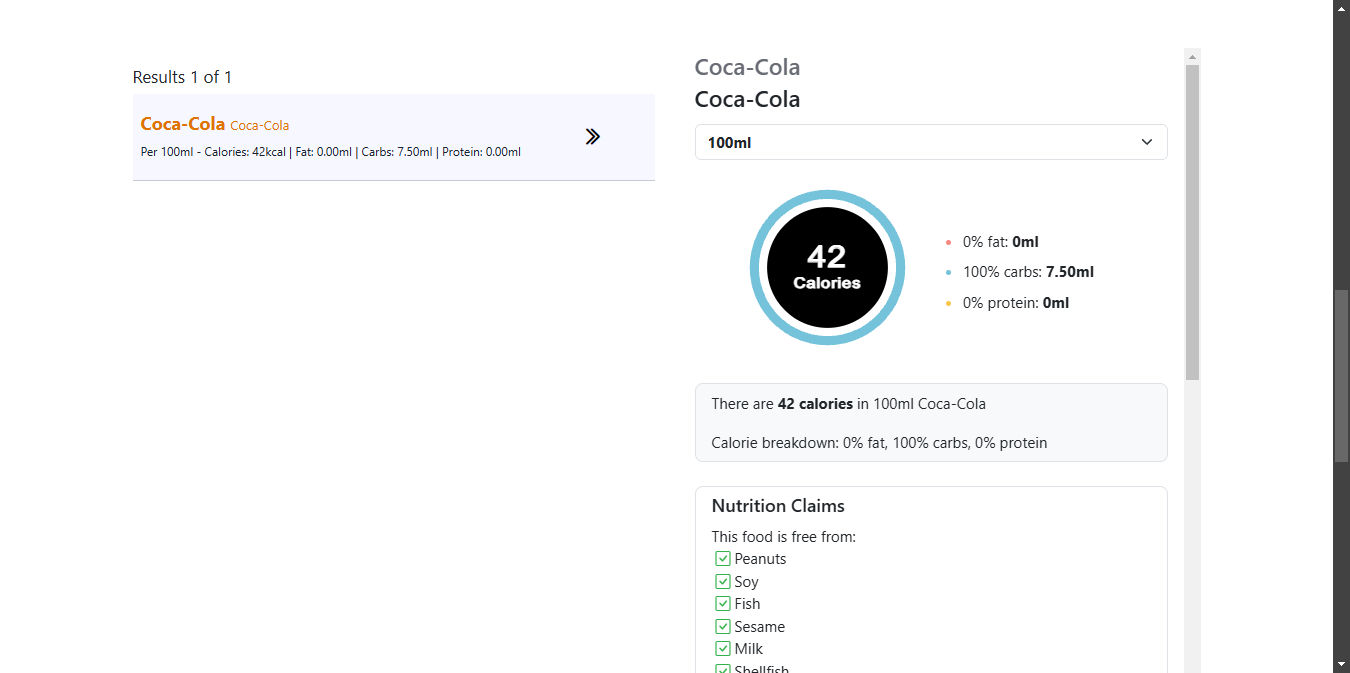 Results 1 of 1
Coca-Cola Coca-Cola
Per 100ml - Calories: 42kcal | Fat: 0.00ml | Carbs: 7.50ml | Protein: 0.00ml
Coca-Cola
Coca-Cola
100ml
42
Calories
0% fat: 0ml
100% carbs: 7.50ml
0% protein: 0ml
There are 42 calories in 100ml Coca-Cola
Calorie breakdown: 0% fat, 100% carbs, 0% protein
Nutrition Claims
This food is free from:
Peanuts
Soy
Fish
Sesame
Milk
Shellfish